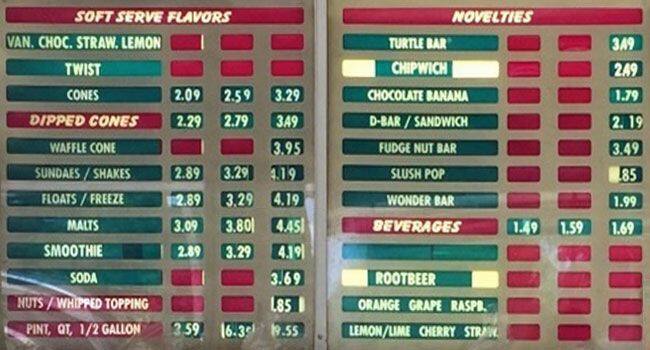 SOFT SERVE FLAVORS
VAN. CHOC. STRAW. LEMON
TWIST
CONES 2.09 2.59 3.29
DIPPED CONES 2.29 2.79 3.49
WAFFLE CONE 3.95
SUNDAES / SHAKES 2.89 3.29 4.19
FLOATS / FREEZE 2.89 3.29 4.19
MALTS 3.09 3.80 4.45
SMOOTHIE 2.89 3.29 4.19
SODA 3.69
NUTS / WHIPPED TOPPING .85
PINT, QT, 1/2 GALLON 3.59 6.35 9.55
NOVELTIES
TURTLE BAR 3.49
CHIPWICH 2.49
CHOCOLATE BANANA 1.79
D-BAR / SANDWICH 2.19
FUDGE NUT BAR 3.49
SLUSH POP .85
WONDER BAR 1.99
BEVERAGES 1.49 1.59 1.69
ROOTBEER
ORANGE GRAPE RASPB.
LEMON/LIME CHERRY STRAW.